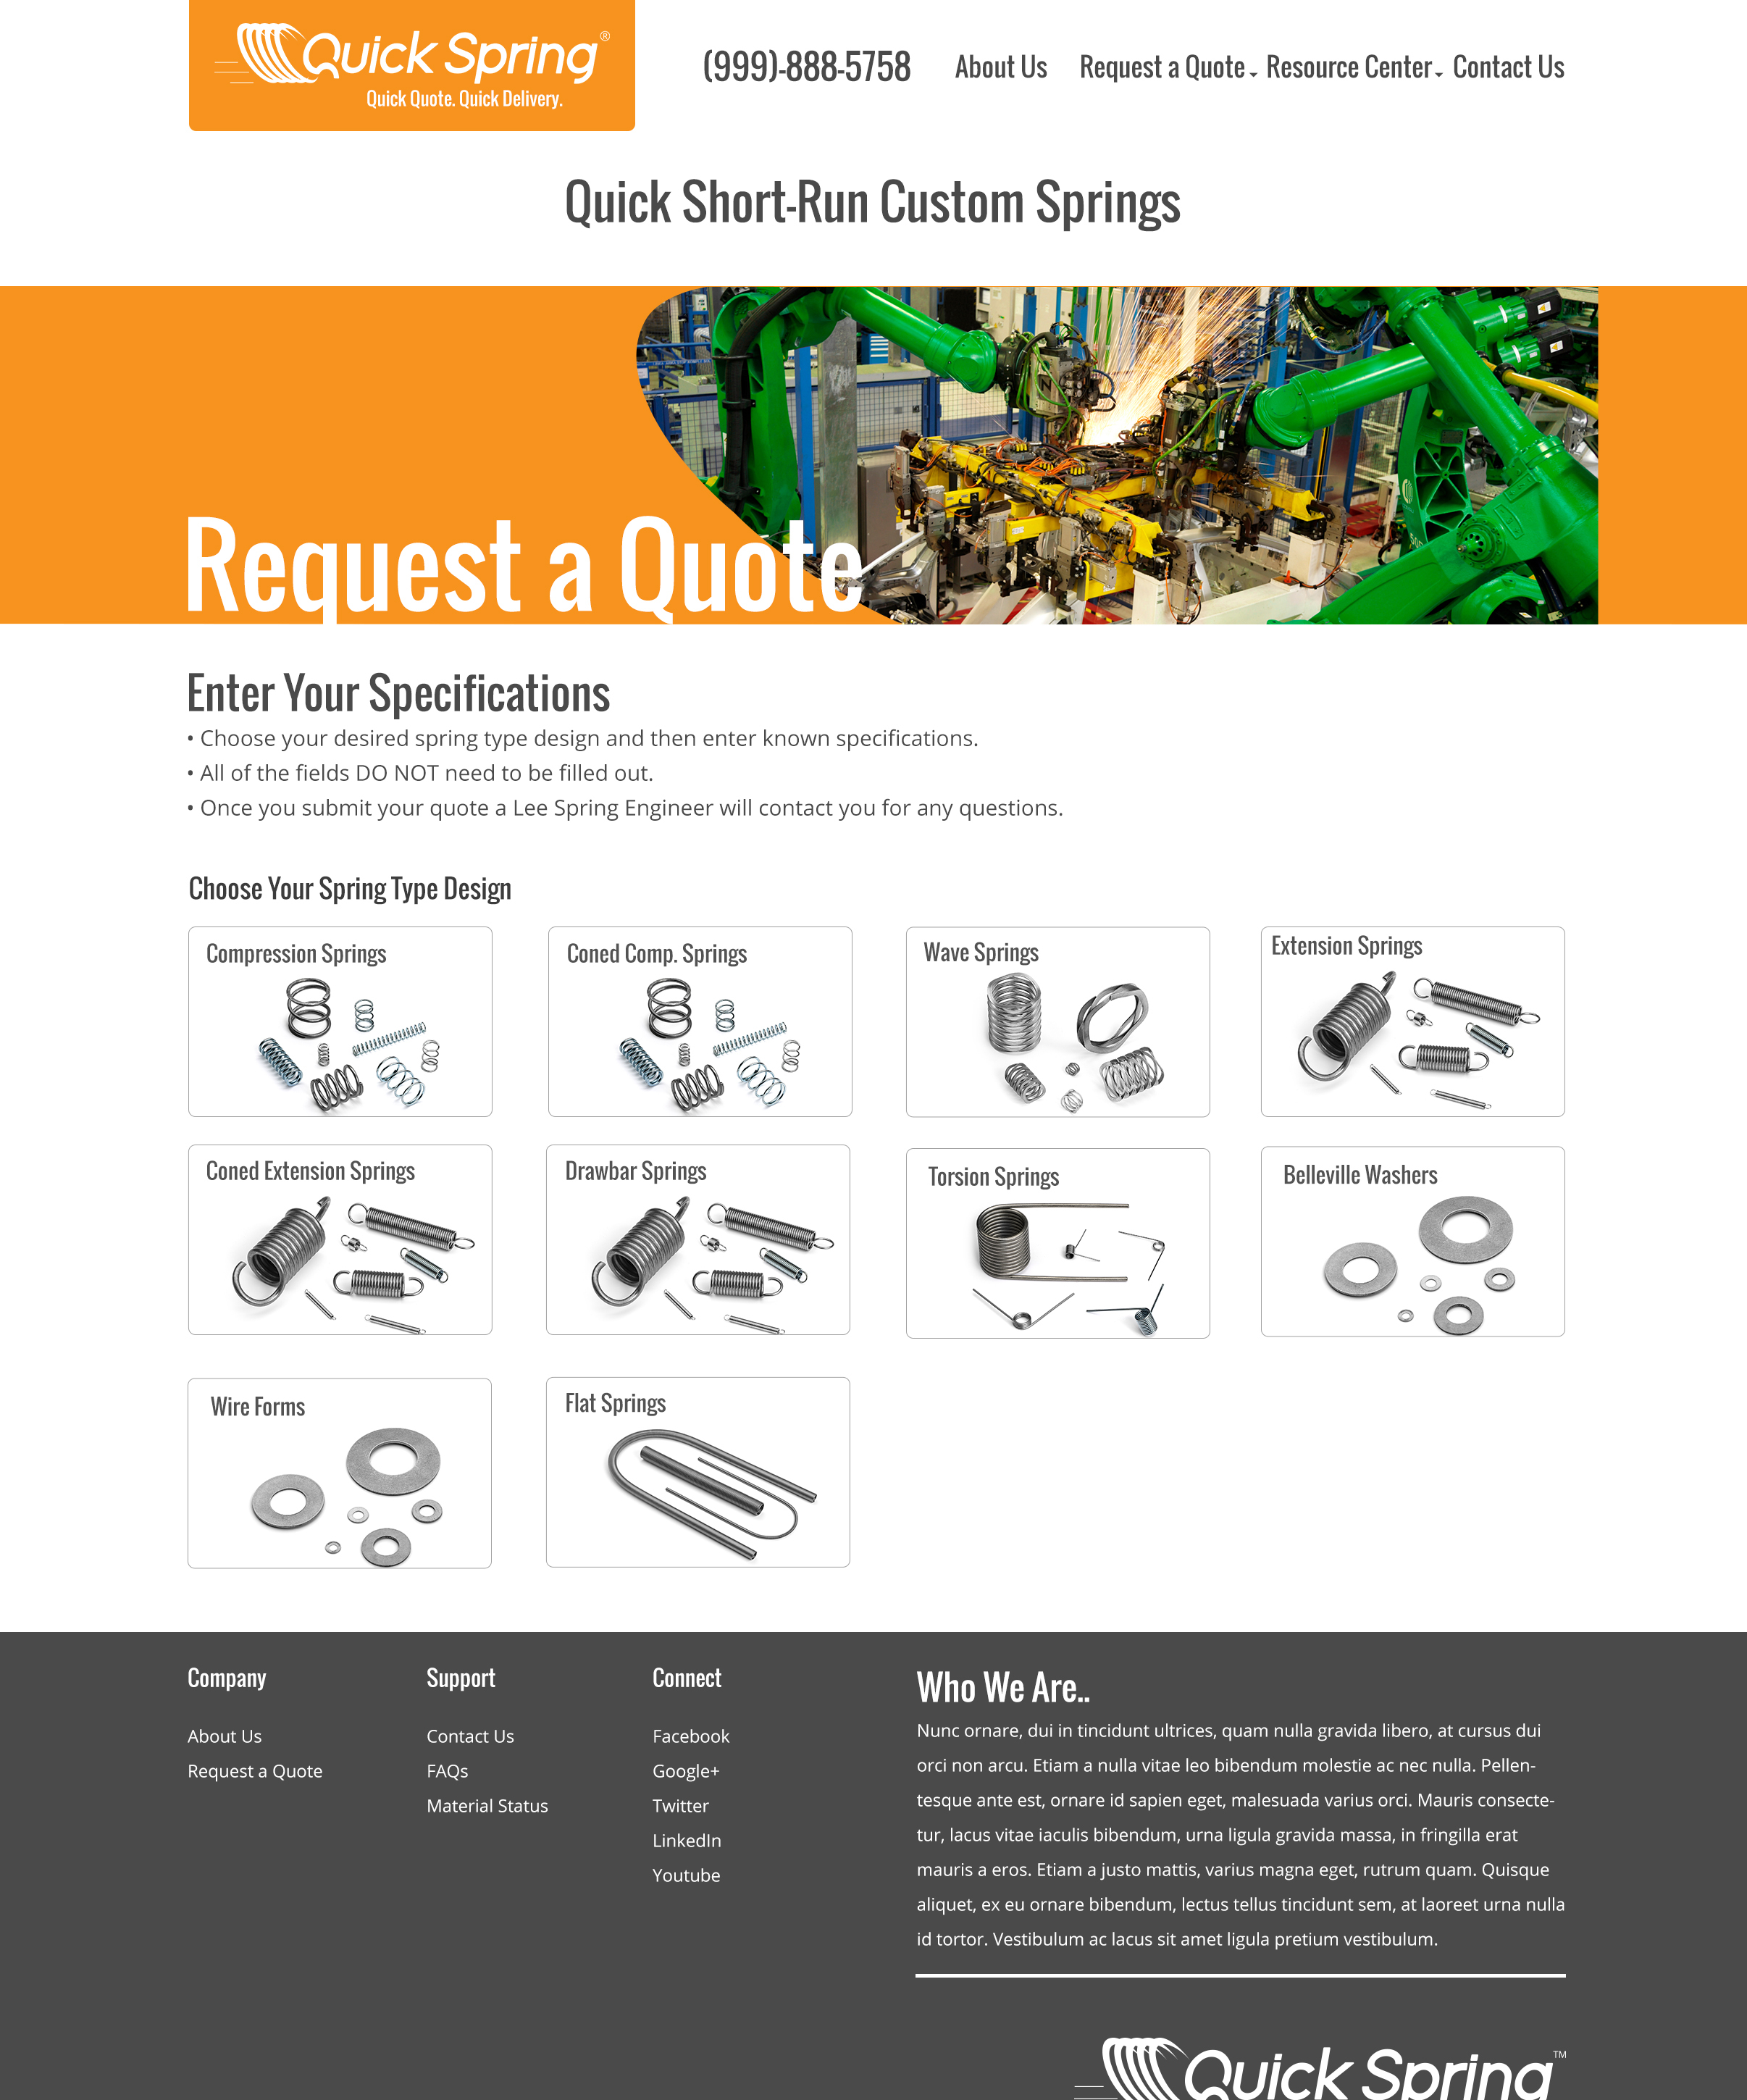 Quick Spring®
Quick Quote. Quick Delivery.
(999)-888-5758
About Us
Request a Quote
Resource Center
Contact Us
Quick Short-Run Custom Springs
Request a Quote
Enter Your Specifications
• Choose your desired spring type design and then enter known specifications.
• All of the fields DO NOT need to be filled out.
• Once you submit your quote a Lee Spring Engineer will contact you for any questions.
Choose Your Spring Type Design
Compression Springs
Coned Comp. Springs
Wave Springs
Extension Springs
Coned Extension Springs
Drawbar Springs
Torsion Springs
Belleville Washers
Wire Forms
Flat Springs
Company
About Us
Request a Quote
Support
Contact Us
FAQs
Material Status
Connect
Facebook
Google+
Twitter
LinkedIn
Youtube
Who We Are..
Nunc ornare, dui in tincidunt ultrices, quam nulla gravida libero, at cursus dui
orci non arcu. Etiam a nulla vitae leo bibendum molestie ac nec nulla. Pellen-
tesque ante est, ornare id sapien eget, malesuada varius orci. Mauris consecte-
tur, lacus vitae iaculis bibendum, urna ligula gravida massa, in fringilla erat
mauris a eros. Etiam a justo mattis, varius magna eget, rutrum quam. Quisque
aliquet, ex eu ornare bibendum, lectus tellus tincidunt sem, at laoreet urna nulla
id tortor. Vestibulum ac lacus sit amet ligula pretium vestibulum.
Quick Spring™